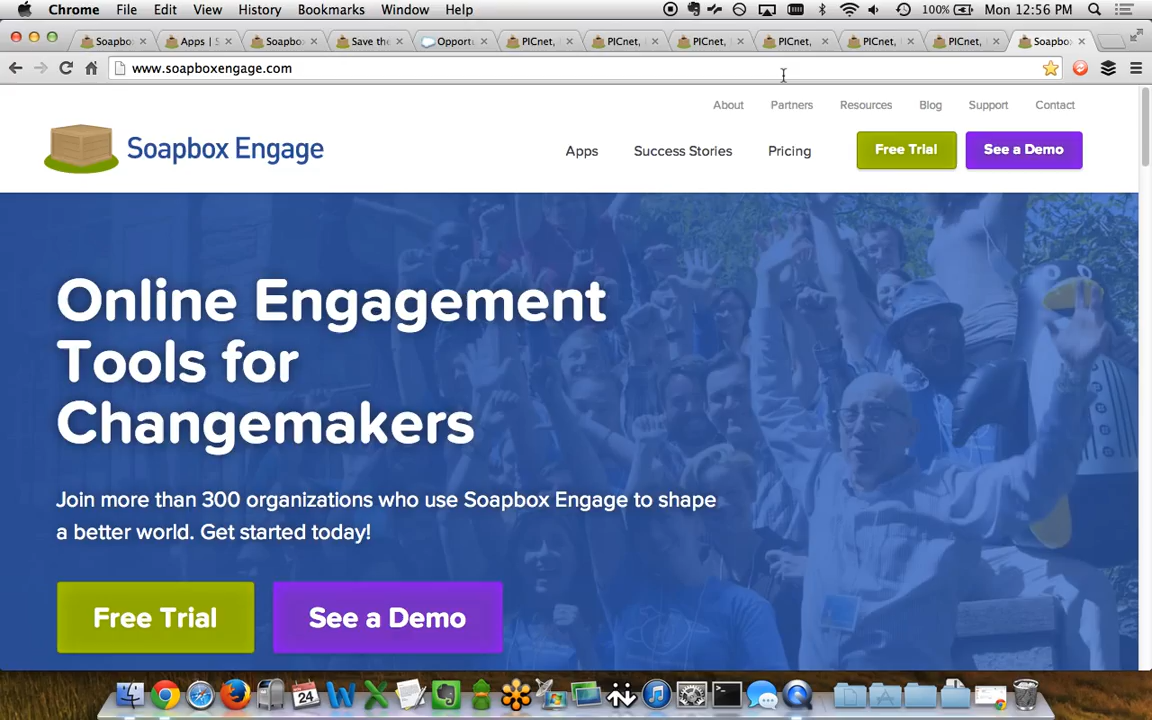 Chrome File Edit View History Bookmarks Window Help 100% Mon 12:56 PM
Soapbo Apps | S Soapbo Save the Opportu PICnet, PICnet, PICnet, PICnet, PICnet, PICnet, Soapbo
www.soapboxengage.com
About Partners Resources Blog Support Contact
Soapbox Engage Apps Success Stories Pricing Free Trial See a Demo
Online Engagement
Tools for
Changemakers
Join more than 300 organizations who use Soapbox Engage to shape
a better world. Get started today!
Free Trial See a Demo
24